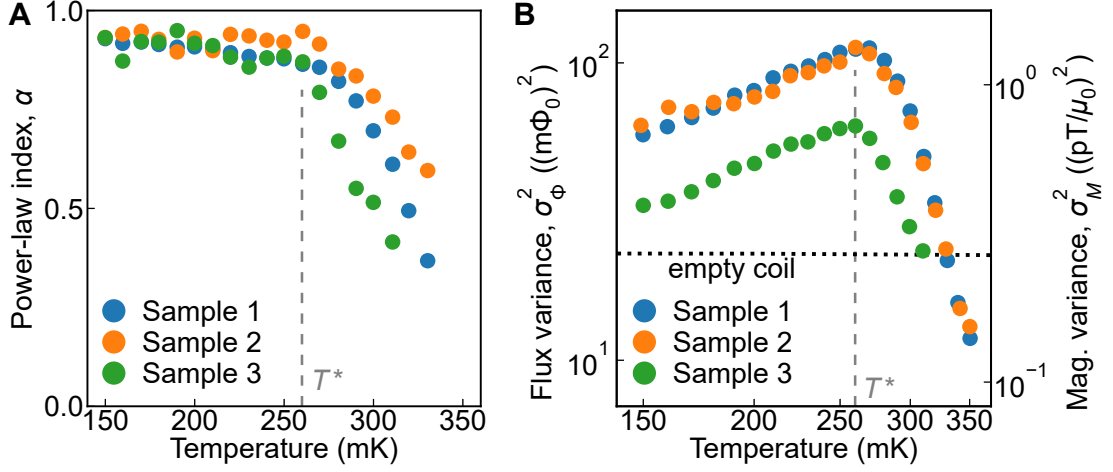 A
Power-law index, α
1.0
0.5
0.0
Sample 1
Sample 2
Sample 3
T*
150
200
250
300
350
Temperature (mK)
B
Flux variance, σ²_Φ ((mΦ₀)²)
10²
10¹
empty coil
Sample 1
Sample 2
Sample 3
T*
150
200
250
300
350
Temperature (mK)
10⁰
10⁻¹
Mag. variance, σ²_M ((pT/μ₀)²)